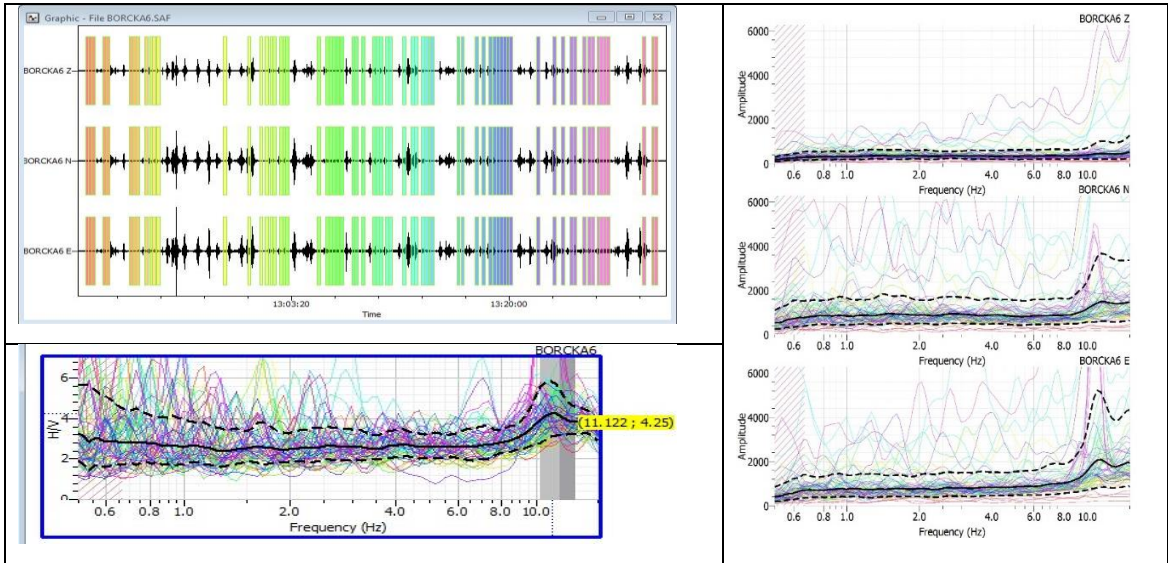 Graphic - File BORCKA6.SAF
BORCKA6 Z
BORCKA6 N
BORCKA6 E
13:03:20
13:20:00
Time
BORCKA6
H/V
6
4
2
0
(11.122 ; 4.25)
0.6 0.8 1.0 2.0 4.0 6.0 8.0 10.0
Frequency (Hz)
BORCKA6 Z
Amplitude
6000
4000
2000
0
0.6 0.8 1.0 2.0 4.0 6.0 8.0 10.0
Frequency (Hz)
BORCKA6 N
Amplitude
6000
4000
2000
0
0.6 0.8 1.0 2.0 4.0 6.0 8.0 10.0
Frequency (Hz)
BORCKA6 E
Amplitude
6000
4000
2000
0
0.6 0.8 1.0 2.0 4.0 6.0 8.0 10.0
Frequency (Hz)